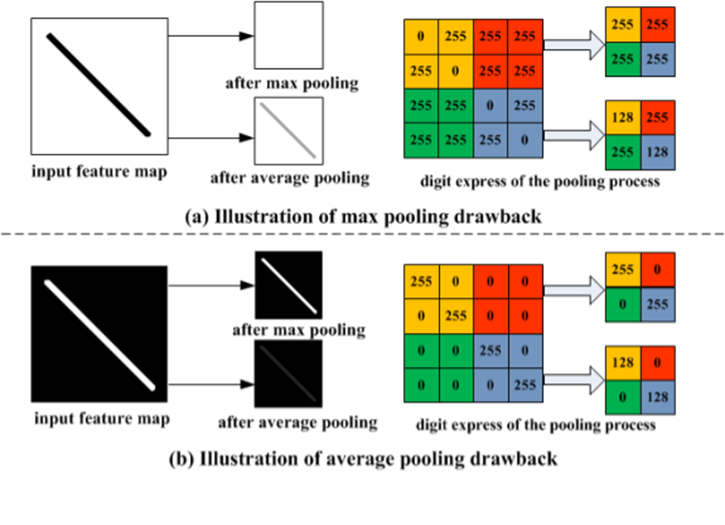 input feature map
after max pooling
after average pooling
0 255 255 255
255 0 255 255
255 255 0 255
255 255 255 0
255 255
255 255
128 255
255 128
digit express of the pooling process
(a) Illustration of max pooling drawback
input feature map
after max pooling
after average pooling
255 0 0 0
0 255 0 0
0 0 255 0
0 0 0 255
255 0
0 255
128 0
0 128
digit express of the pooling process
(b) Illustration of average pooling drawback